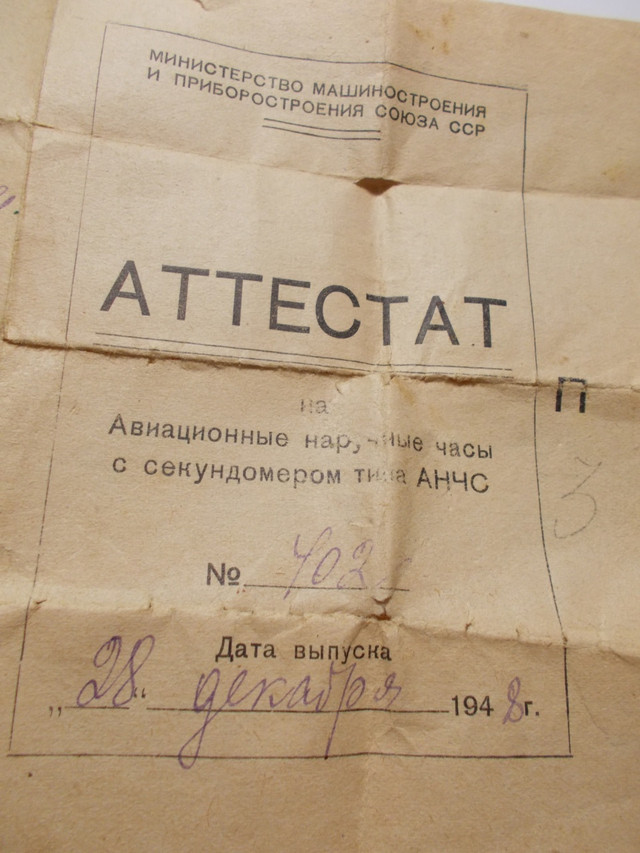 МИНИСТЕРСТВО МАШИНОСТРОЕНИЯ
И ПРИБОРОСТРОЕНИЯ СОЮЗА ССР
АТТЕСТАТ
на
Авиационные наручные часы
с секундомером типа АНЧС
№ 402
Дата выпуска
„28“ декабря 1948г.
П
3